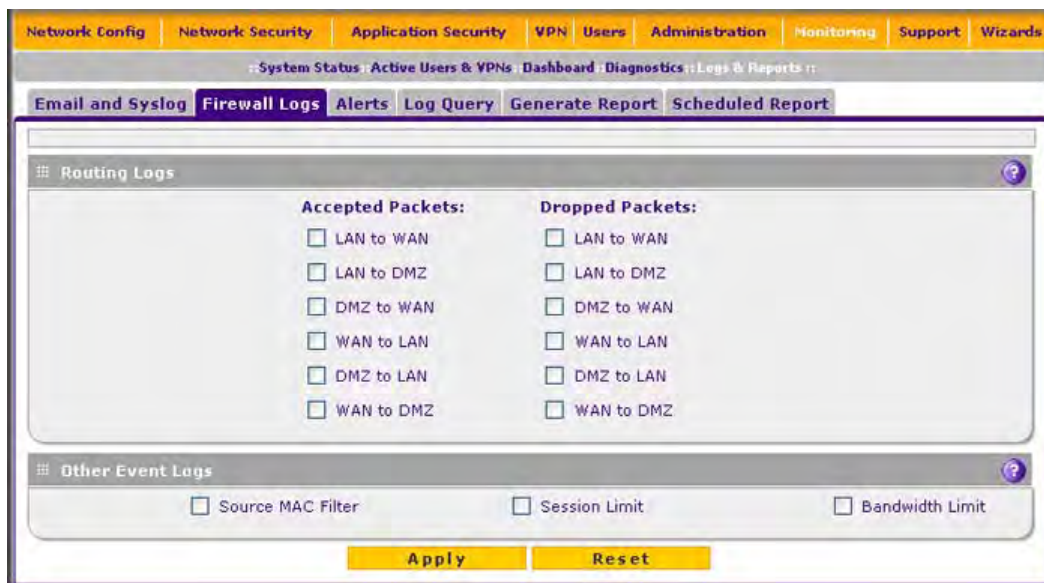 Network Config Network Security Application Security VPN Users Administration Monitoring Support Wizards
:: System Status :: Active Users & VPNs :: Dashboard :: Diagnostics :: Logs & Reports ::
Email and Syslog Firewall Logs Alerts Log Query Generate Report Scheduled Report
Routing Logs ?
Accepted Packets: Dropped Packets:
LAN to WAN LAN to WAN
LAN to DMZ LAN to DMZ
DMZ to WAN DMZ to WAN
WAN to LAN WAN to LAN
DMZ to LAN DMZ to LAN
WAN to DMZ WAN to DMZ
Other Event Logs ?
Source MAC Filter Session Limit Bandwidth Limit
Apply Reset